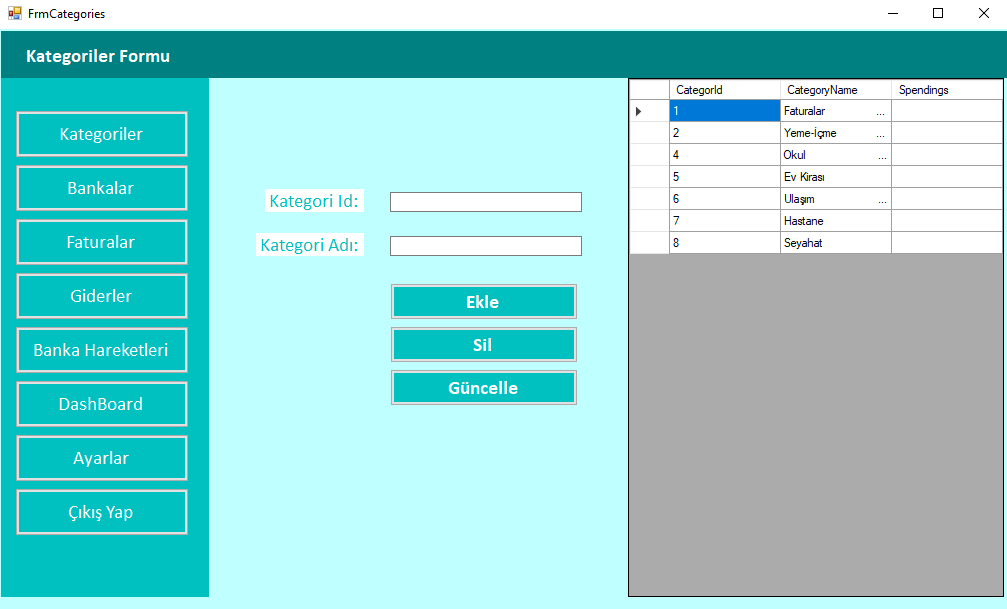 FrmCategories
Kategoriler Formu
Kategoriler
Bankalar
Faturalar
Giderler
Banka Hareketleri
DashBoard
Ayarlar
Çıkış Yap
Kategori Id:
Kategori Adı:
Ekle
Sil
Güncelle
CategorId CategoryName Spendings
1 Faturalar ...
2 Yeme-İçme ...
4 Okul ...
5 Ev Kirası
6 Ulaşım ...
7 Hastane
8 Seyahat